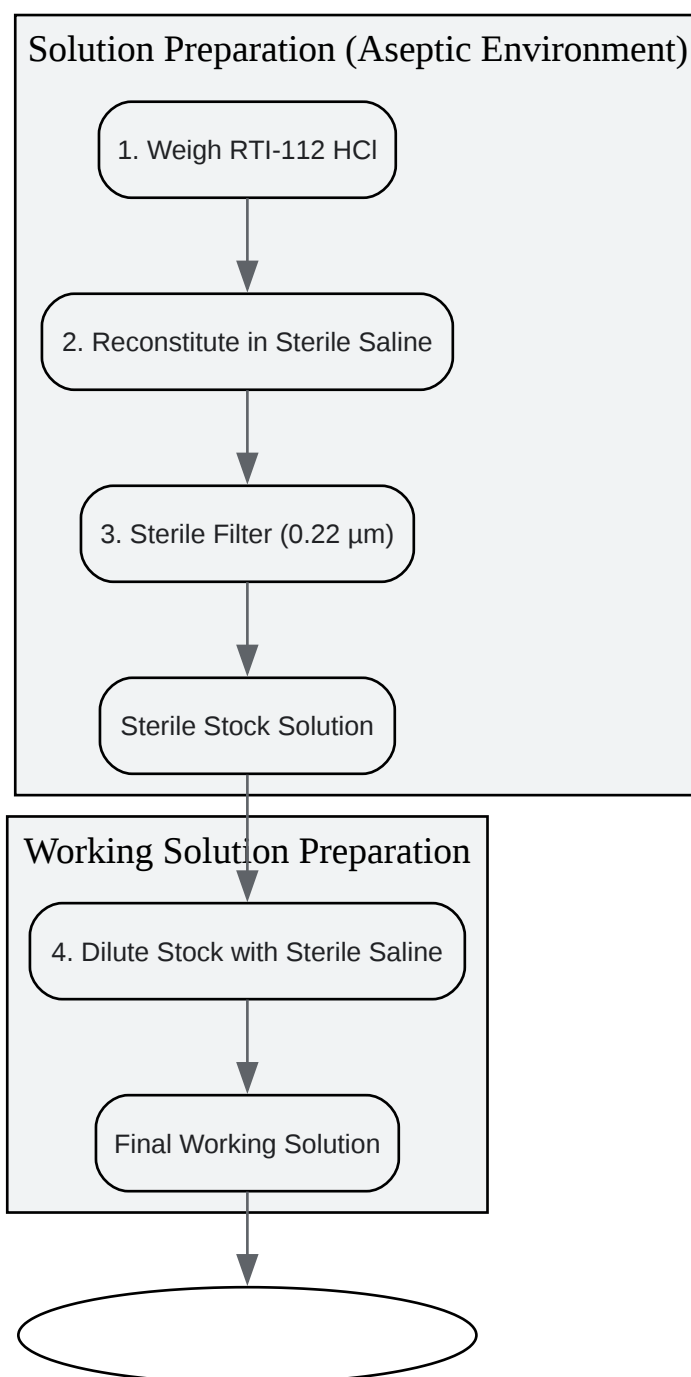 Solution Preparation (Aseptic Environment)
1. Weigh RTI-112 HCl
2. Reconstitute in Sterile Saline
3. Sterile Filter (0.22 µm)
Sterile Stock Solution
Working Solution Preparation
4. Dilute Stock with Sterile Saline
Final Working Solution